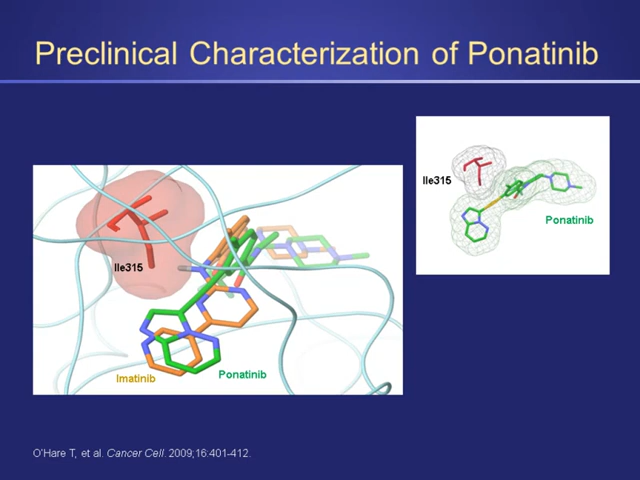 Preclinical Characterization of Ponatinib
Ile315
Ponatinib
Ile315
Imatinib
Ponatinib
O'Hare T, et al. Cancer Cell. 2009;16:401-412.